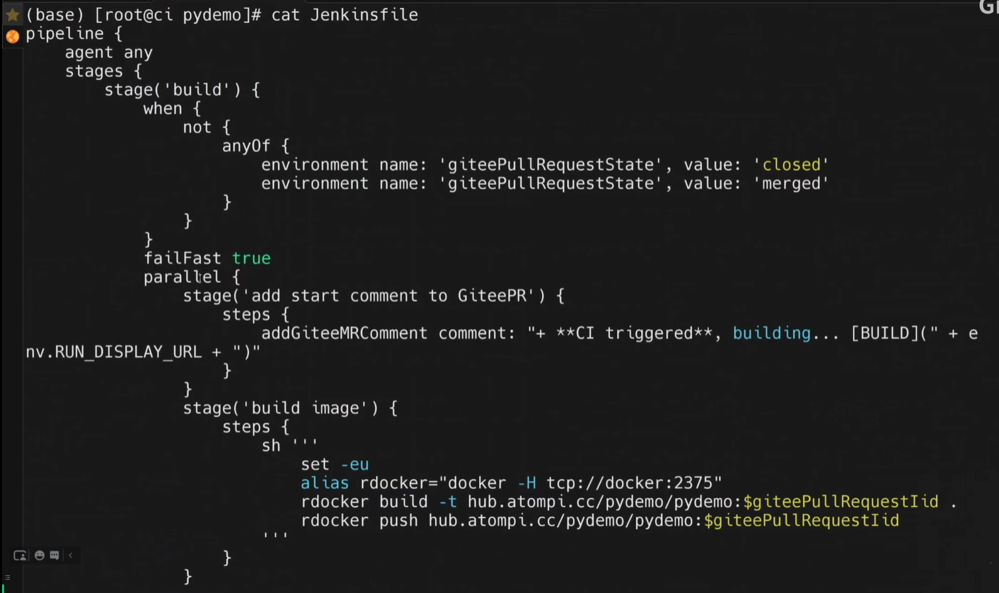 (base) [root@ci pydemo]# cat Jenkinsfile
pipeline {
    agent any
    stages {
        stage('build') {
            when {
                not {
                    anyOf {
                        environment name: 'giteePullRequestState', value: 'closed'
                        environment name: 'giteePullRequestState', value: 'merged'
                    }
                }
            }
            failFast true
            parallel {
                stage('add start comment to GiteePR') {
                    steps {
                        addGiteeMRComment comment: "+ **CI triggered**, building... [BUILD](" + e
nv.RUN_DISPLAY_URL + ")"
                    }
                }
                stage('build image') {
                    steps {
                        sh '''
                            set -eu
                            alias rdocker="docker -H tcp://docker:2375"
                            rdocker build -t hub.atompi.cc/pydemo/pydemo:$giteePullRequestIid .
                            rdocker push hub.atompi.cc/pydemo/pydemo:$giteePullRequestIid
                        '''
                    }
                }